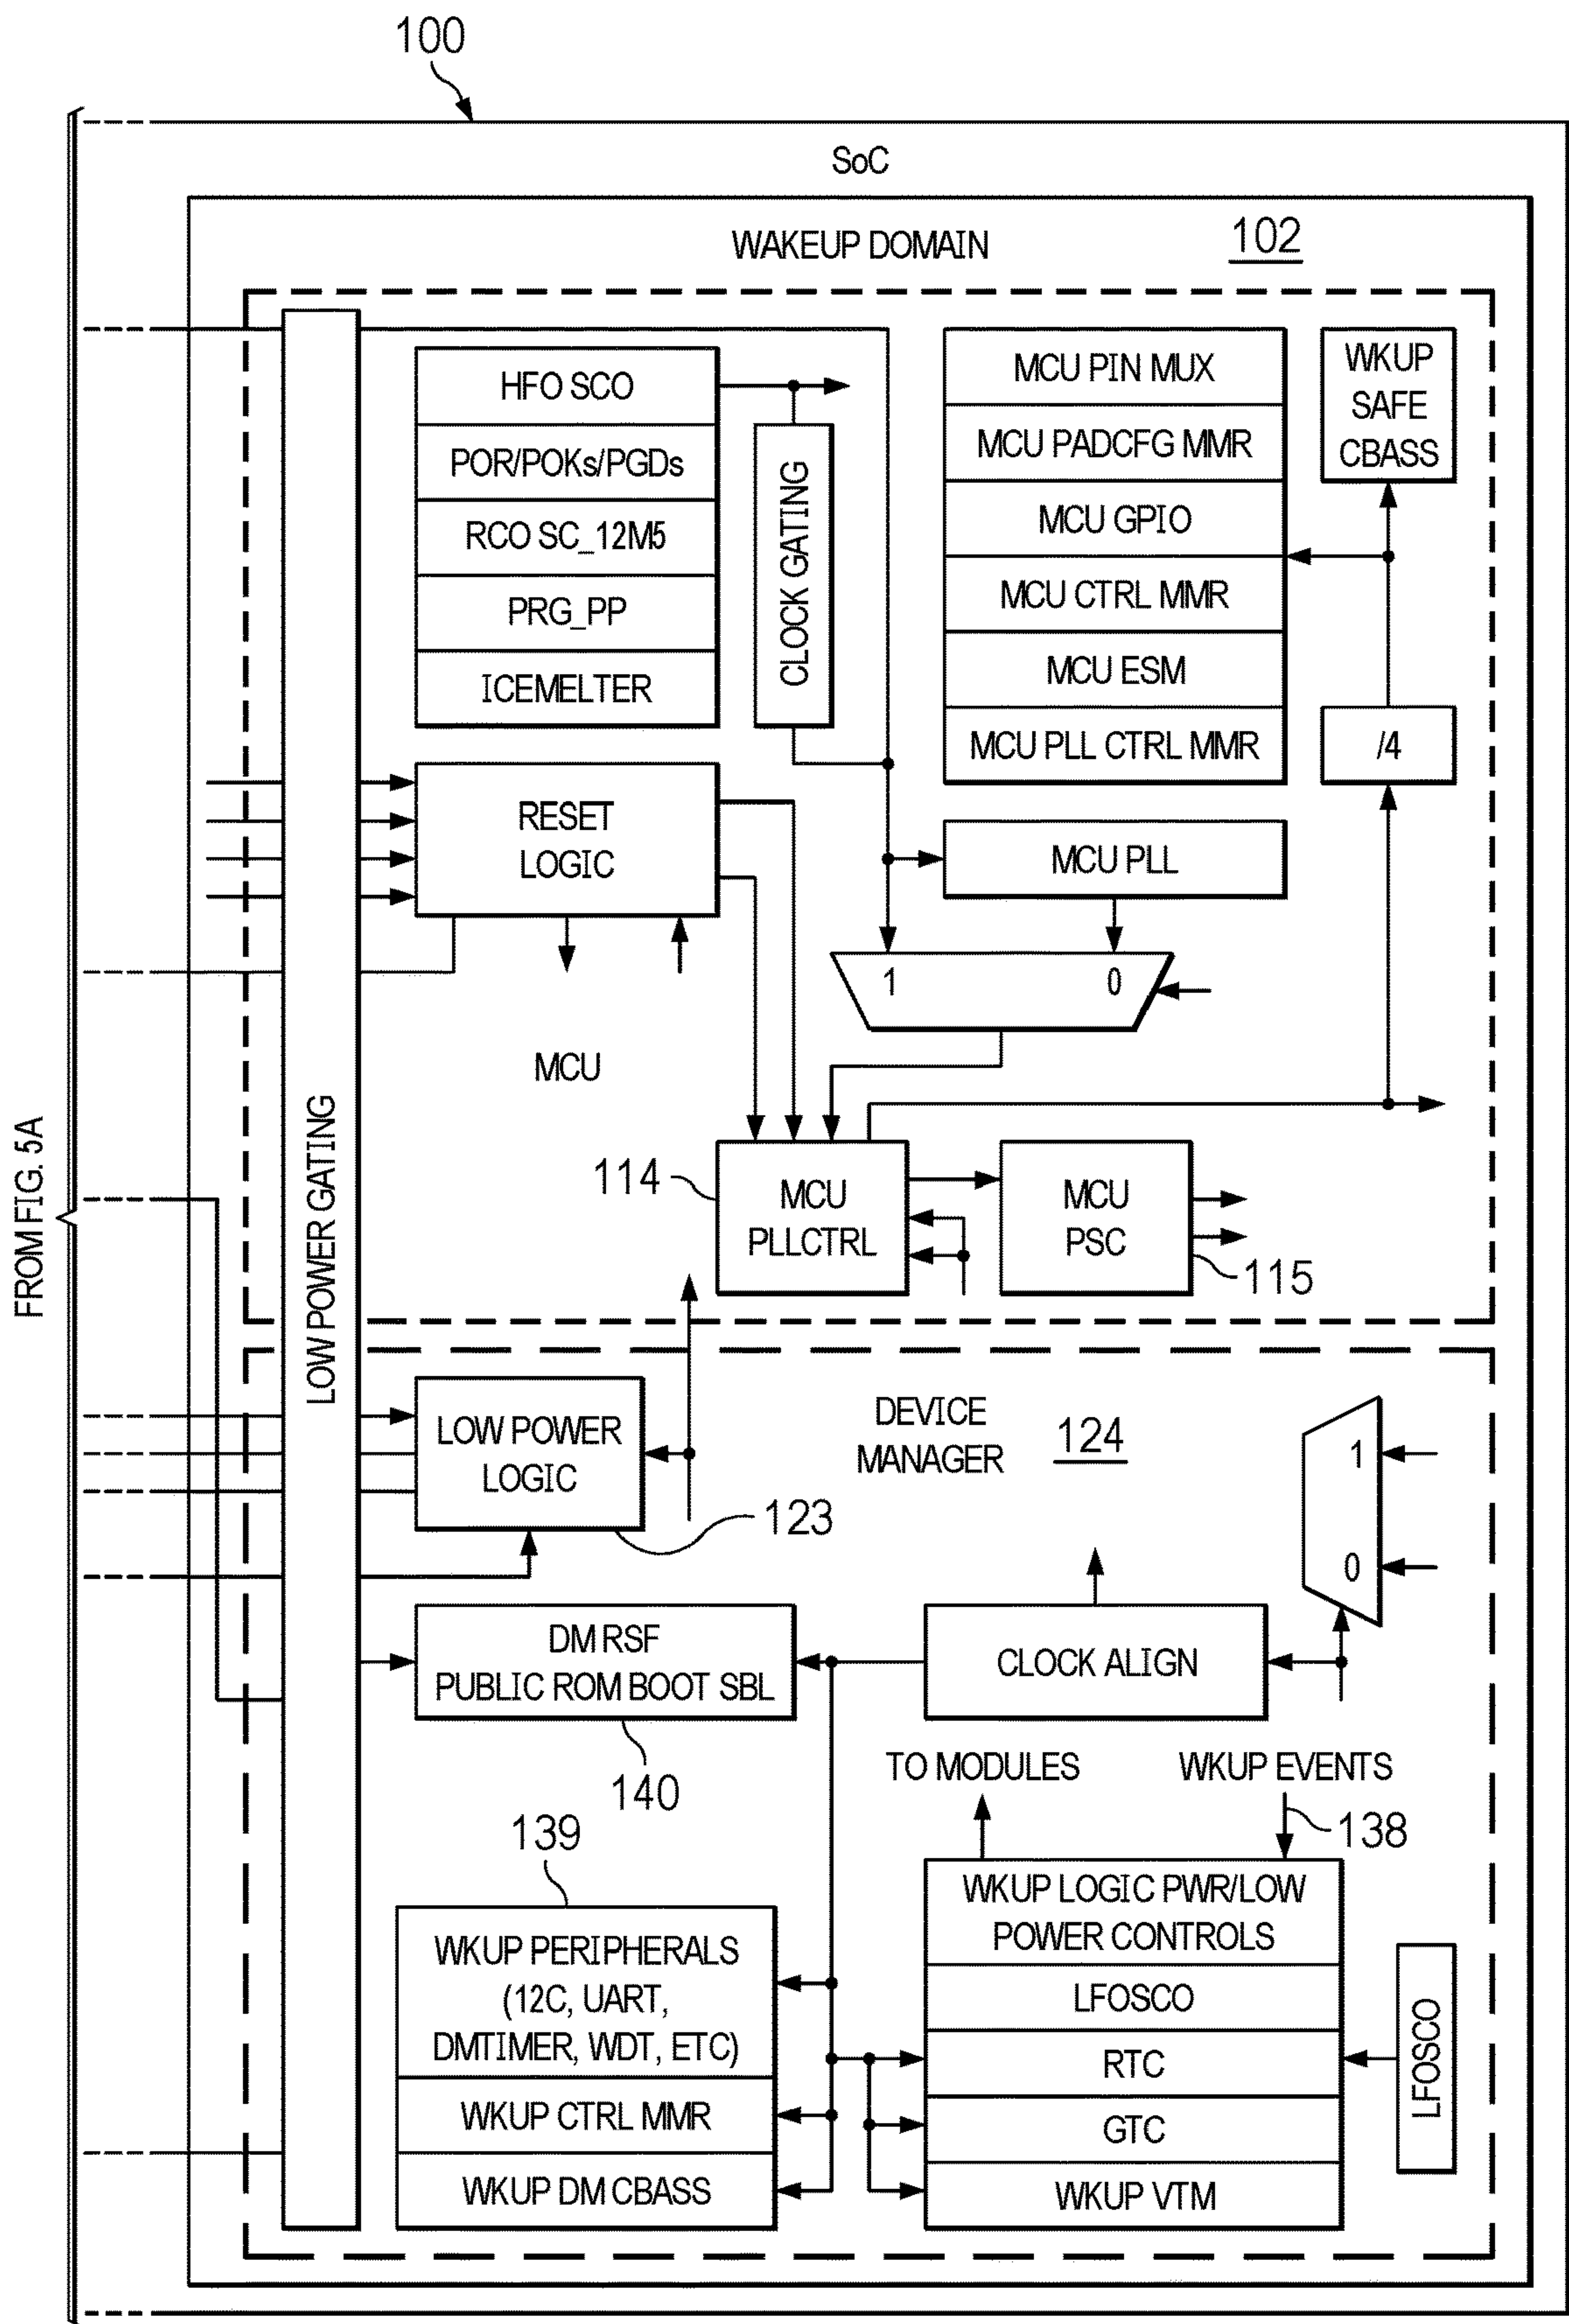 100
SoC
WAKEUP DOMAIN
102
HFO SCO
POR/POKs/PGDs
RCO SC_12M5
PRG_PP
ICEMELTER
CLOCK GATING
MCU PIN MUX
MCU PADCFG MMR
MCU GPIO
MCU CTRL MMR
MCU ESM
MCU PLL CTRL MMR
WKUP
SAFE
CBASS
/4
RESET
LOGIC
MCU PLL
1
0
MCU
FROM FIG. 5A
LOW POWER GATING
114
MCU
PLLCTRL
MCU
PSC
115
LOW POWER
LOGIC
123
DEVICE
MANAGER
124
1
0
DM RSF
PUBLIC ROM BOOT SBL
140
CLOCK ALIGN
TO MODULES
WKUP EVENTS
138
139
WKUP PERIPHERALS
(12C, UART,
DMTIMER, WDT, ETC)
WKUP CTRL MMR
WKUP DM CBASS
WKUP LOGIC PWR/LOW
POWER CONTROLS
LFOSCO
RTC
GTC
WKUP VTM
LFOSCO